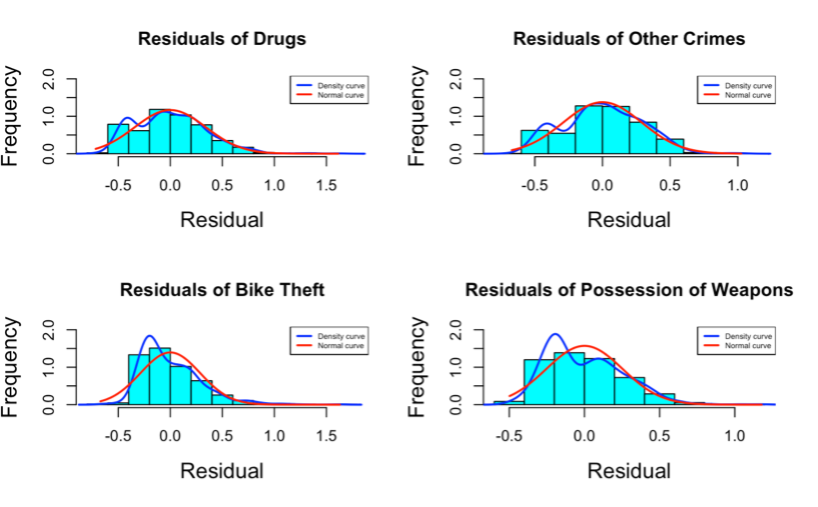 Residuals of Drugs
Frequency
2.0
1.0
0.0
Density curve
Normal curve
-0.5 0.0 0.5 1.0 1.5
Residual
Residuals of Other Crimes
Frequency
2.0
1.0
0.0
Density curve
Normal curve
-0.5 0.0 0.5 1.0
Residual
Residuals of Bike Theft
Frequency
2.0
1.0
0.0
Density curve
Normal curve
-0.5 0.0 0.5 1.0 1.5
Residual
Residuals of Possession of Weapons
Frequency
2.0
1.0
0.0
Density curve
Normal curve
-0.5 0.0 0.5 1.0
Residual